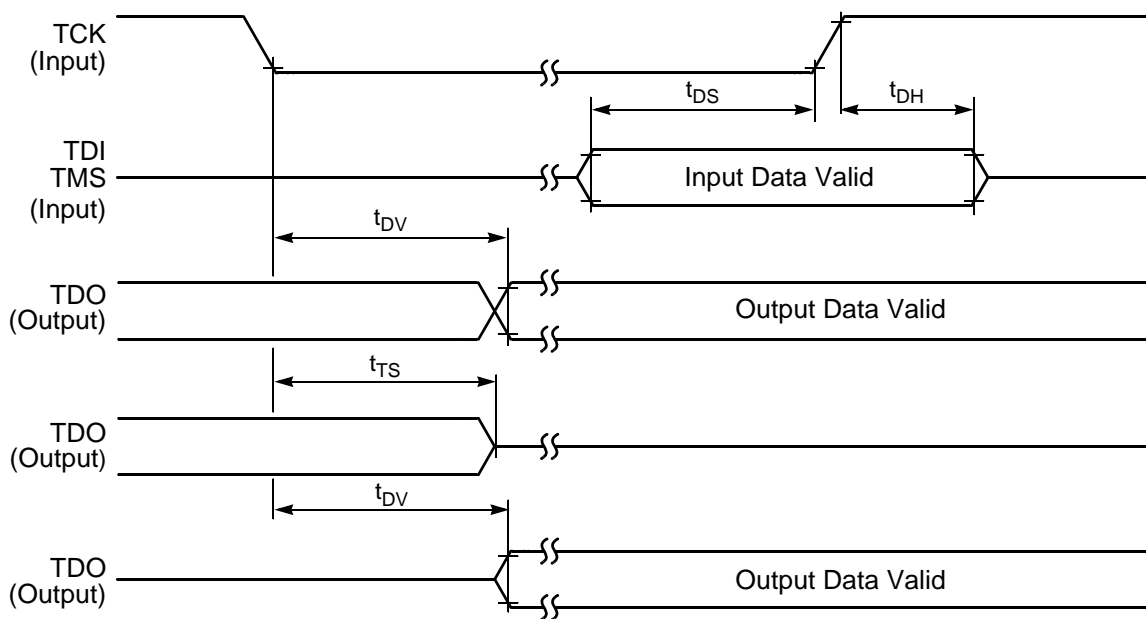 TCK
(Input)
tDS
tDH
TDI
TMS
(Input)
Input Data Valid
tDV
TDO
(Output)
Output Data Valid
tTS
TDO
(Output)
tDV
TDO
(Output)
Output Data Valid